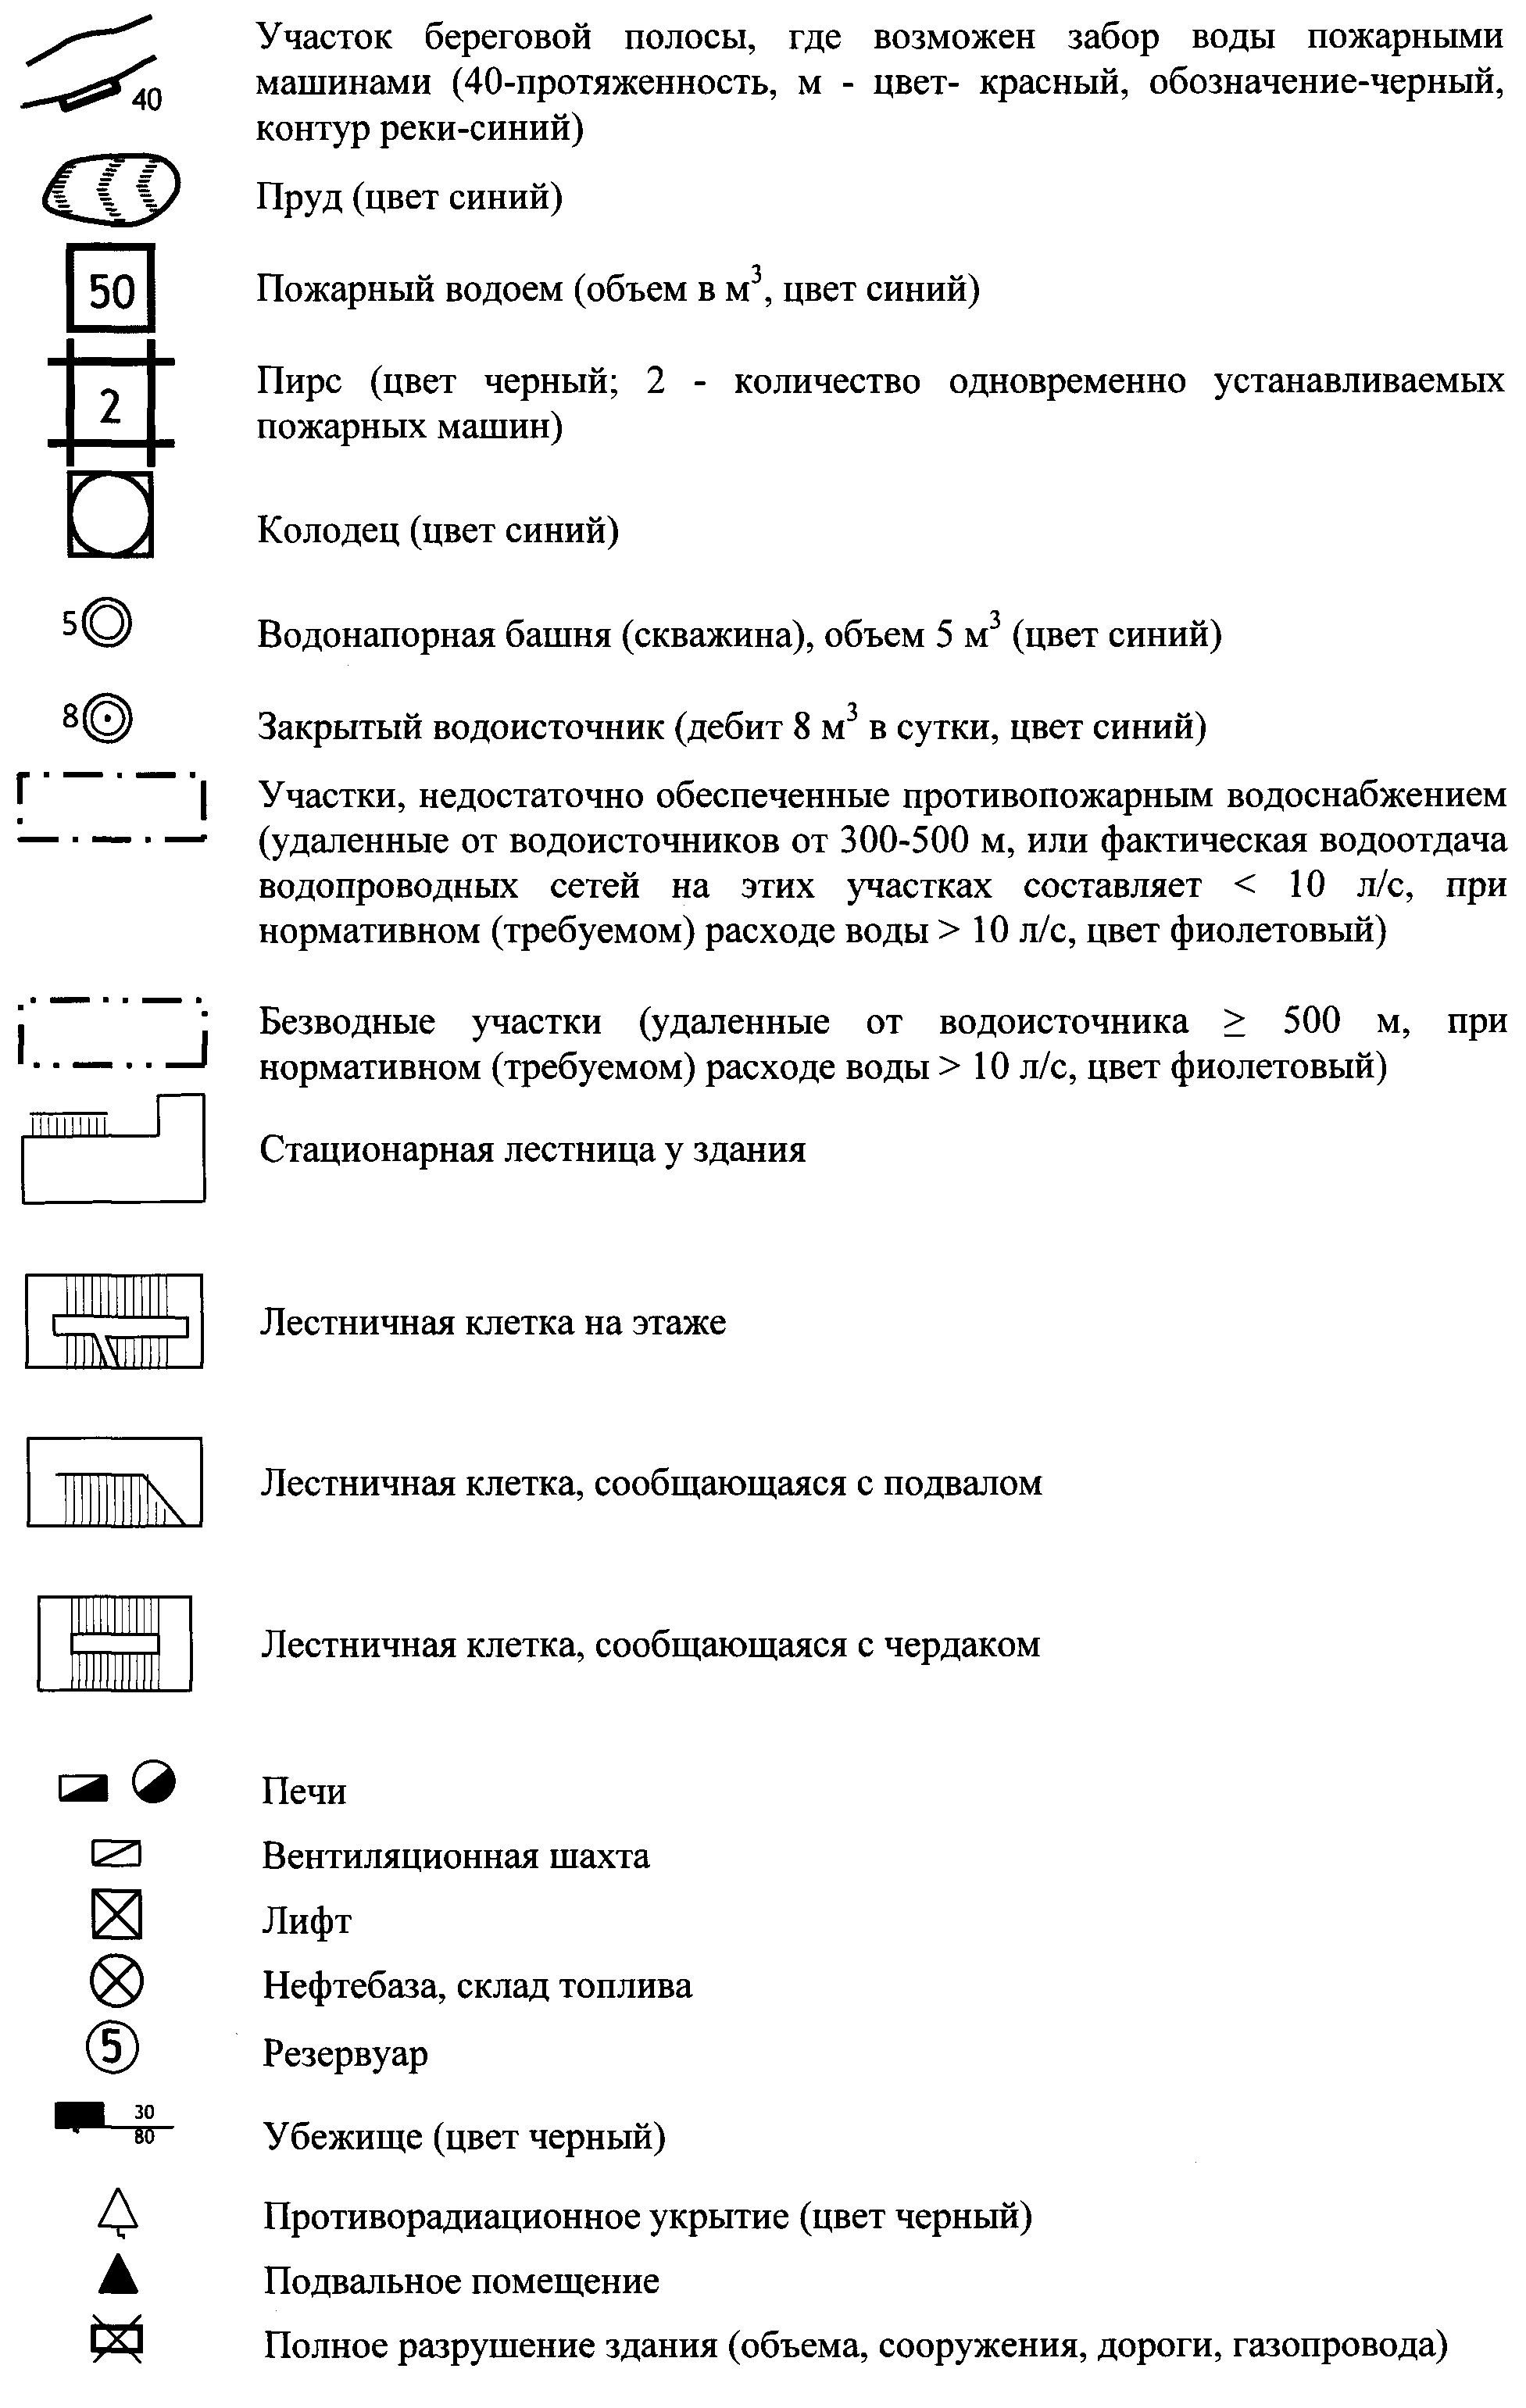 Участок береговой полосы, где возможен забор воды пожарными
машинами (40-протяженность, м - цвет- красный, обозначение-черный,
40
контур реки-синий)
Пруд (цвет синий)
50
Пожарный водоем (объем в м³, цвет синий)
Пирс (цвет черный; 2 - количество одновременно устанавливаемых
2
пожарных машин)
Колодец (цвет синий)
5
Водонапорная башня (скважина), объем 5 м³ (цвет синий)
8
Закрытый водоисточник (дебит 8 м³ в сутки, цвет синий)
Участки, недостаточно обеспеченные противопожарным водоснабжением
(удаленные от водоисточников от 300-500 м, или фактическая водоотдача
водопроводных сетей на этих участках составляет < 10 л/с, при
нормативном (требуемом) расходе воды > 10 л/с, цвет фиолетовый)
Безводные участки (удаленные от водоисточника ≥ 500 м, при
нормативном (требуемом) расходе воды > 10 л/с, цвет фиолетовый)
Стационарная лестница у здания
Лестничная клетка на этаже
Лестничная клетка, сообщающаяся с подвалом
Лестничная клетка, сообщающаяся с чердаком
Печи
Вентиляционная шахта
Лифт
Нефтебаза, склад топлива
5
Резервуар
30
80
Убежище (цвет черный)
Противорадиационное укрытие (цвет черный)
Подвальное помещение
Полное разрушение здания (объема, сооружения, дороги, газопровода)